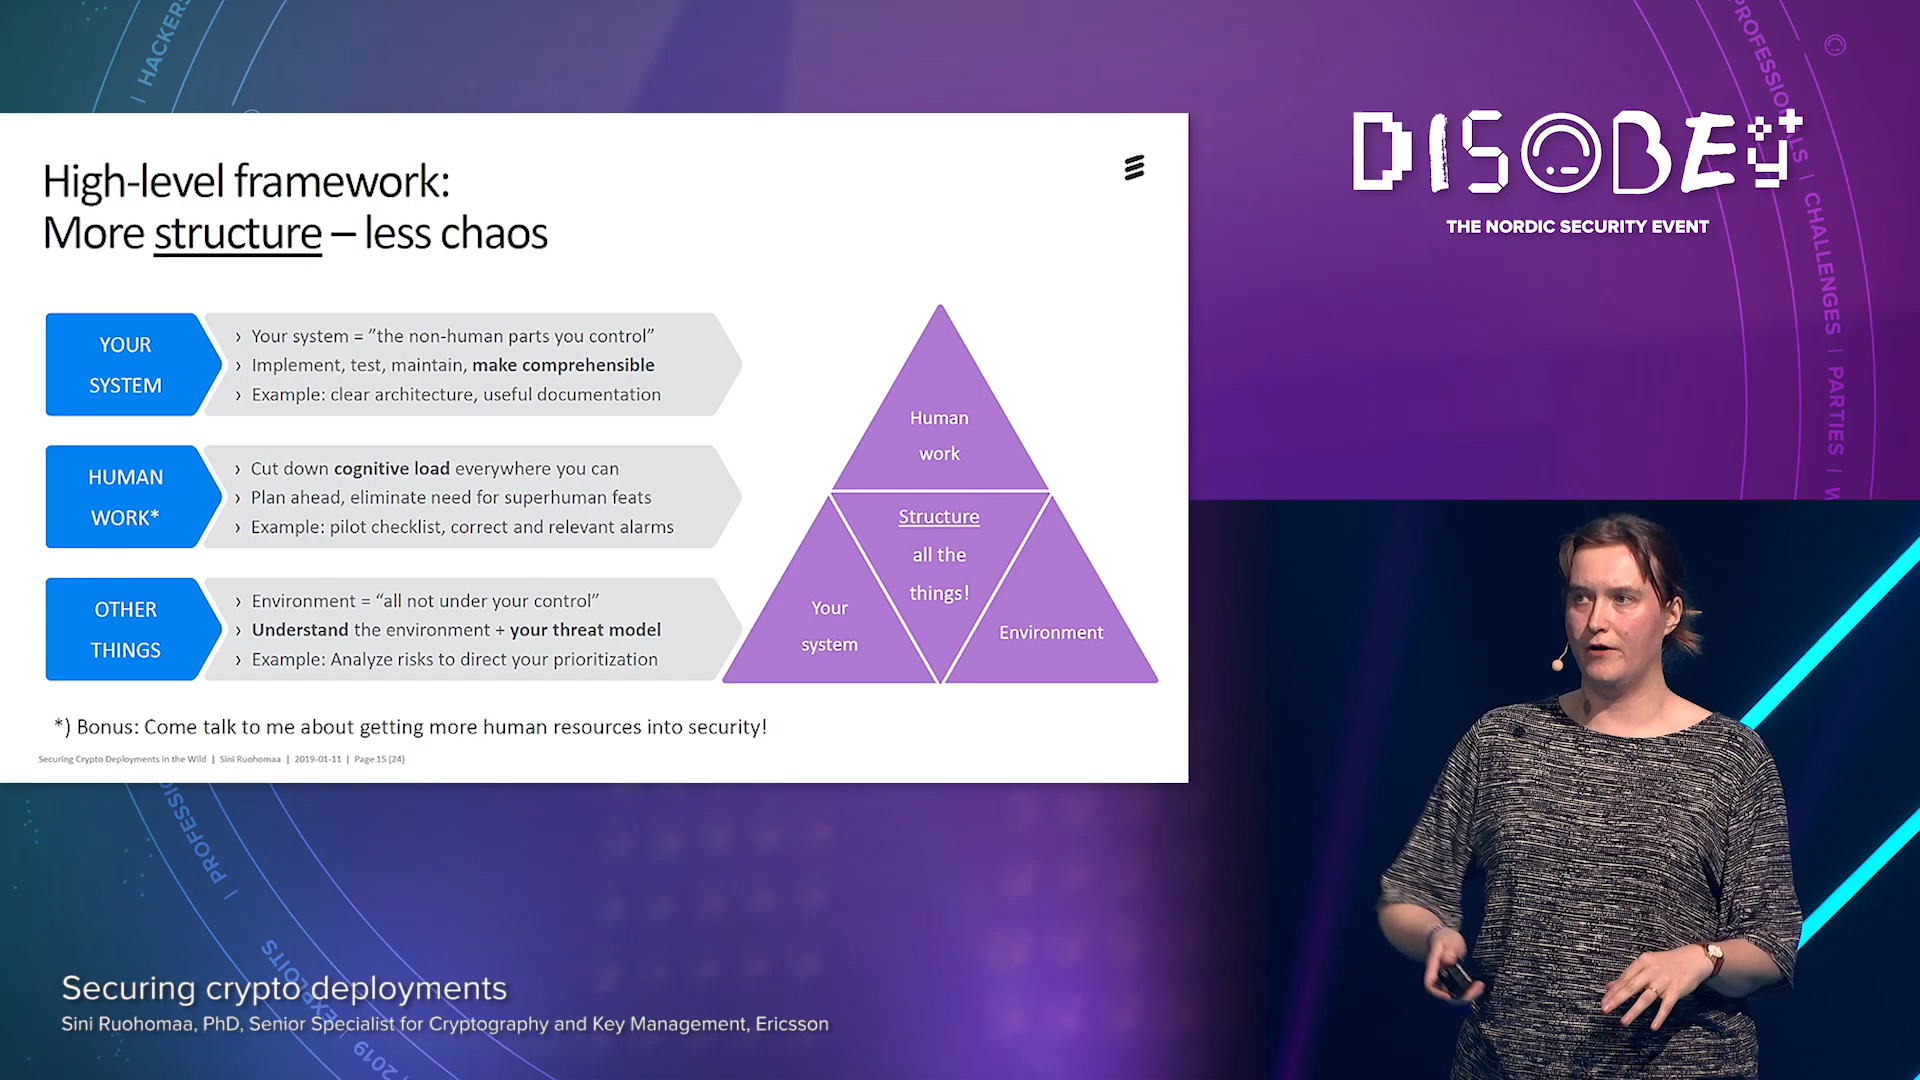 High-level framework:
More structure – less chaos
YOUR
SYSTEM
› Your system = ”the non-human parts you control”
› Implement, test, maintain, make comprehensible
› Example: clear architecture, useful documentation
HUMAN
WORK*
› Cut down cognitive load everywhere you can
› Plan ahead, eliminate need for superhuman feats
› Example: pilot checklist, correct and relevant alarms
OTHER
THINGS
› Environment = “all not under your control”
› Understand the environment + your threat model
› Example: Analyze risks to direct your prioritization
Human
work
Structure
all the
things!
Your
system
Environment
*) Bonus: Come talk to me about getting more human resources into security!
Securing Crypto Deployments in the Wild | Sini Ruohomaa | 2019-01-11 | Page 15 (24)
DISOBEY
THE NORDIC SECURITY EVENT
| HACKERS
PROFESSIONALS | CHALLENGES | PARTIES /
PROFESSI
|
EXPLOITS
| 2019
Securing crypto deployments
Sini Ruohomaa, PhD, Senior Specialist for Cryptography and Key Management, Ericsson